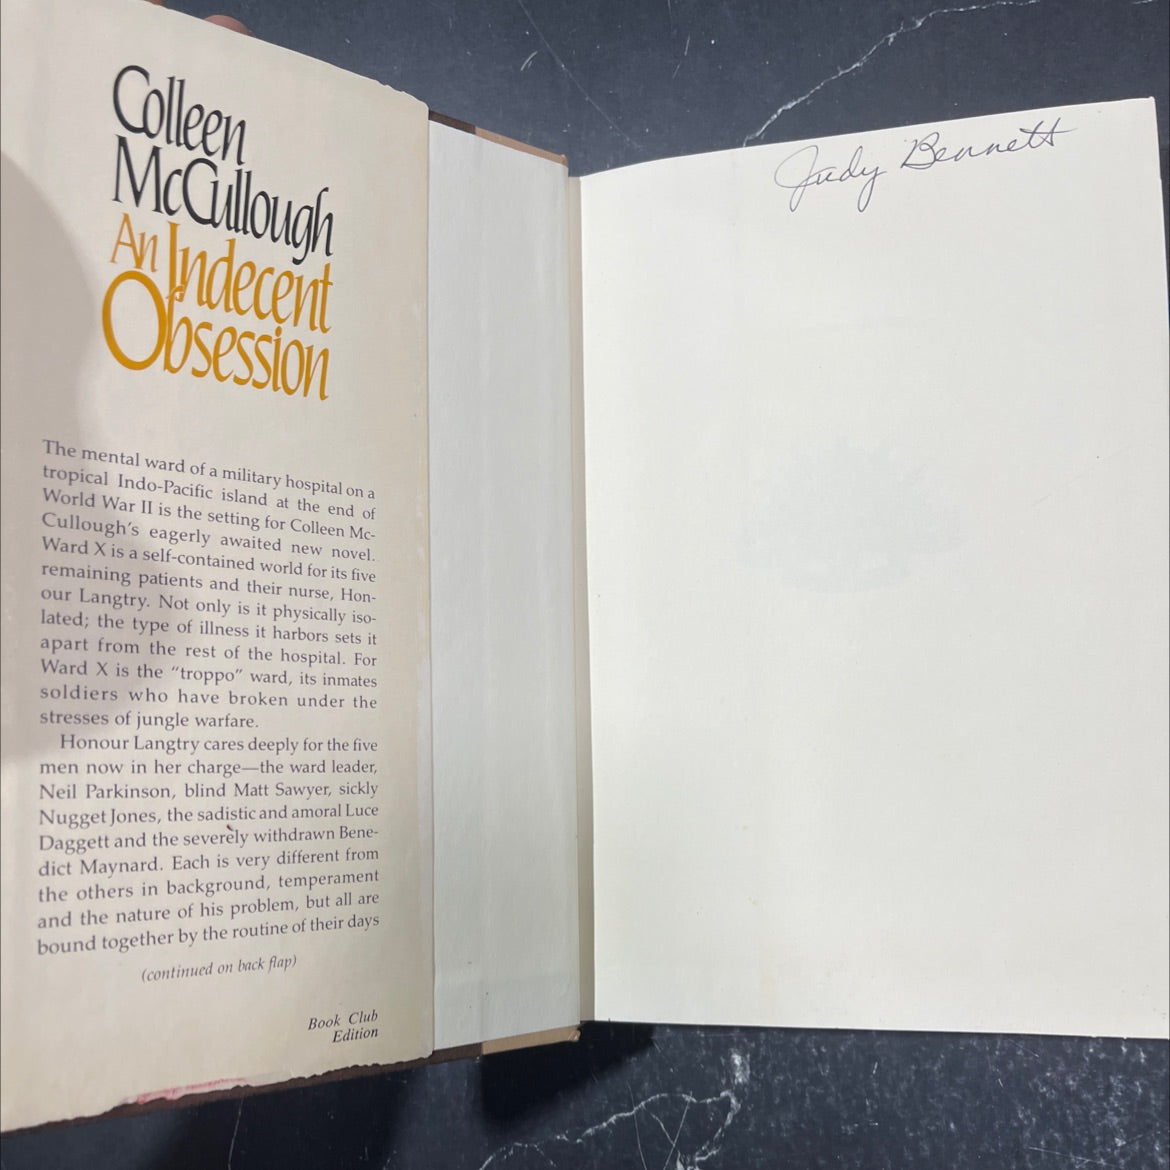 Colleen
McCullough
An Indecent
Obsession
The mental ward of a military hospital on a
tropical Indo-Pacific island at the end of
World War II is the setting for Colleen Mc-
Cullough's eagerly awaited new novel.
Ward X is a self-contained world for its five
remaining patients and their nurse, Hon-
our Langtry. Not only is it physically iso-
lated; the type of illness it harbors sets it
apart from the rest of the hospital. For
Ward X is the “troppo” ward, its inmates
soldiers who have broken under the
stresses of jungle warfare.
Honour Langtry cares deeply for the five
men now in her charge—the ward leader,
Neil Parkinson, blind Matt Sawyer, sickly
Nugget Jones, the sadistic and amoral Luce
Daggett and the severely withdrawn Bene-
dict Maynard. Each is very different from
the others in background, temperament
and the nature of his problem, but all are
bound together by the routine of their days
(continued on back flap)
Book Club
Edition
Judy Bennett